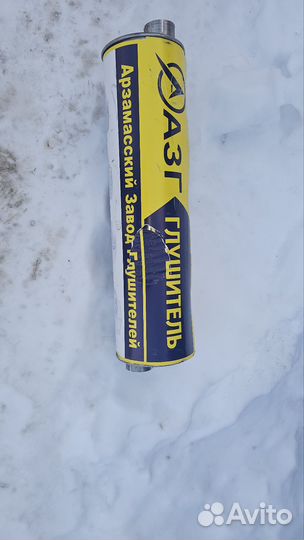 АЗГ
ГЛУШИТЕЛЬ
Арзамасский Завод Глушителей
Avito